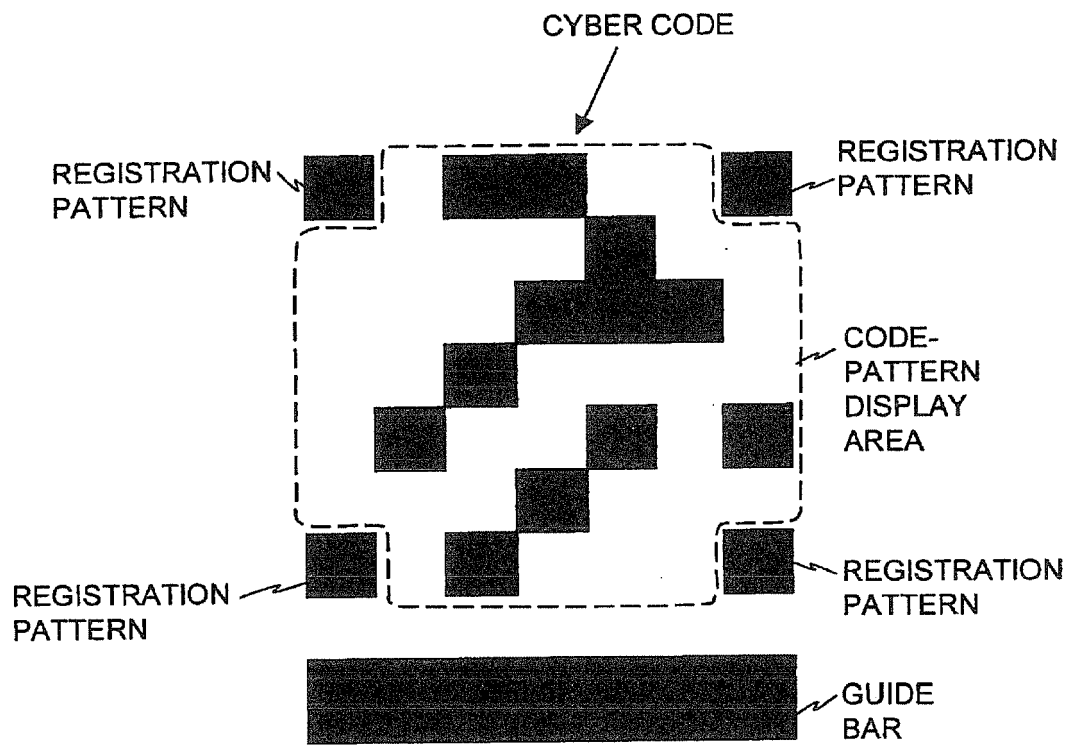 CYBER CODE
REGISTRATION
PATTERN
REGISTRATION
PATTERN
CODE-
PATTERN
DISPLAY
AREA
REGISTRATION
PATTERN
REGISTRATION
PATTERN
GUIDE
BAR